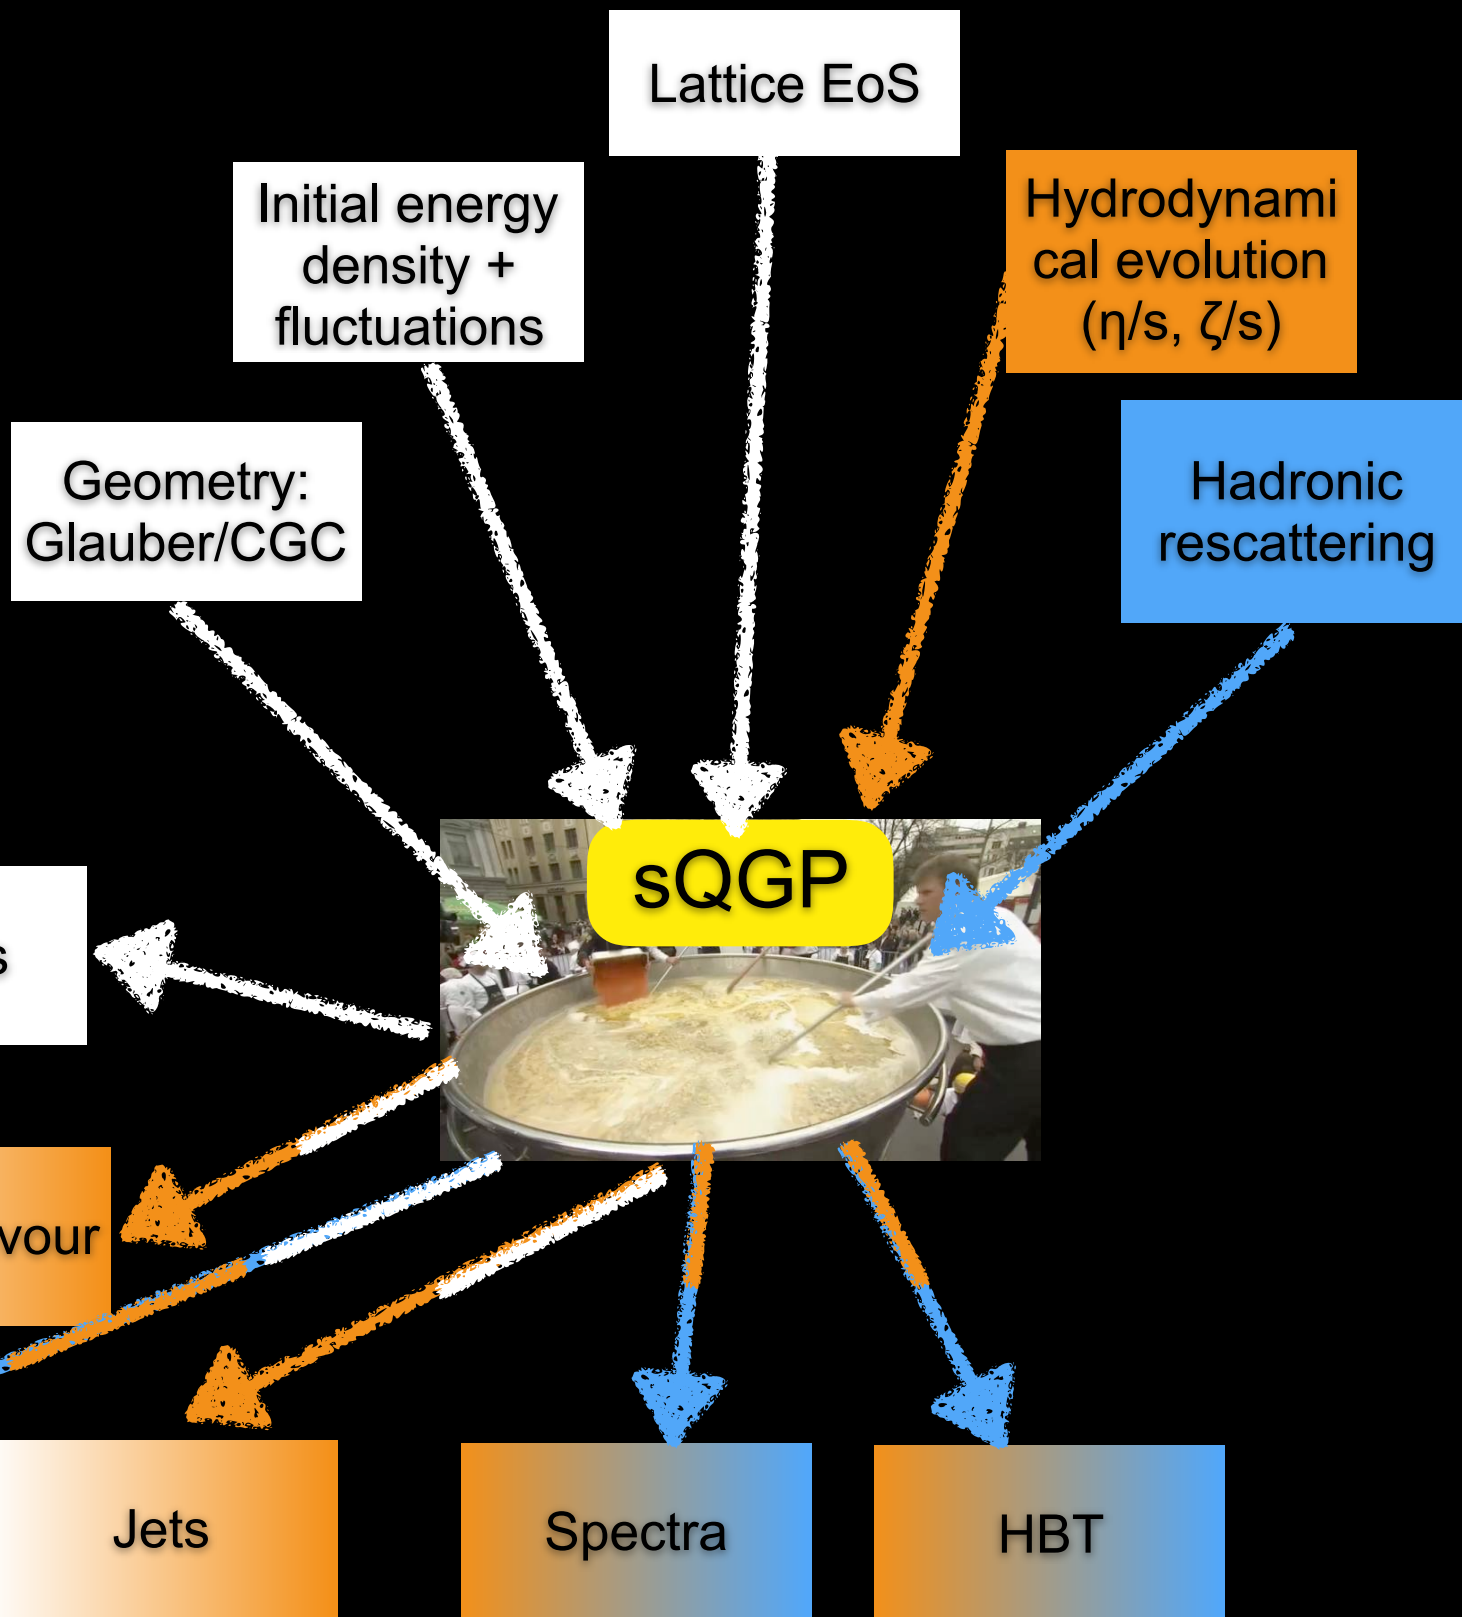 Lattice EoS
Initial energy
density +
fluctuations
Hydrodynami
cal evolution
(η/s, ζ/s)
Geometry:
Glauber/CGC
Hadronic
rescattering
sQGP
s
vour
Jets
Spectra
HBT